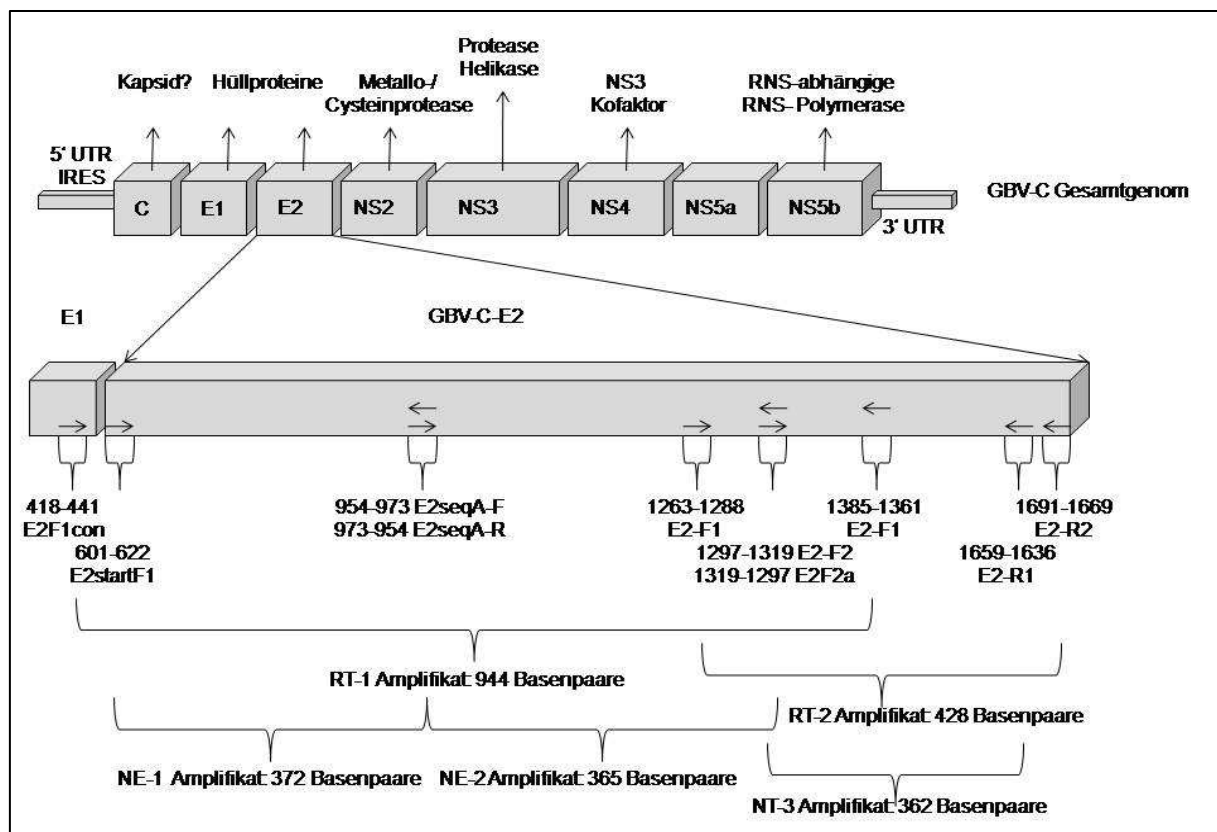 Protease
Helikase
Kapsid?
Hüllproteine
Metallo-/
Cysteinprotease
NS3
Kofaktor
RNS-abhängige
RNS-Polymerase
5' UTR
IRES
C
E1
E2
NS2
NS3
NS4
NS5a
NS5b
3' UTR
GBV-C Gesamtgenom
E1
GBV-C-E2
418-441
E2F1con
601-622
E2startF1
954-973 E2seqA-F
973-954 E2seqA-R
1263-1288
E2-F1
1297-1319 E2-F2
1319-1297 E2F2a
1385-1361
E2-F1
1659-1636
E2-R1
1691-1669
E2-R2
RT-1 Amplifikat: 944 Basenpaare
RT-2 Amplifikat: 428 Basenpaare
NE-1 Amplifikat: 372 Basenpaare
NE-2 Amplifikat: 365 Basenpaare
NT-3 Amplifikat: 362 Basenpaare